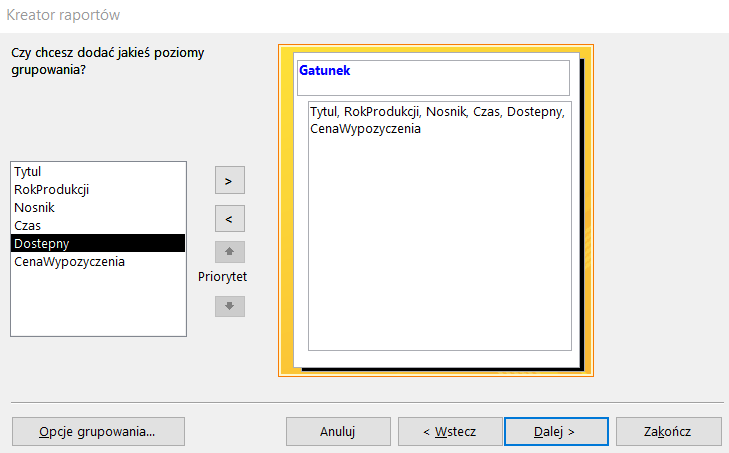 Kreator raportów
Czy chcesz dodać jakieś poziomy
grupowania?
Gatunek
Tytul, RokProdukcji, Nosnik, Czas, Dostepny,
CenaWypozyczenia
Tytul
RokProdukcji
Nosnik
Czas
Dostepny
CenaWypozyczenia
>
<
Priorytet
Opcje grupowania...
Anuluj
< Wstecz
Dalej >
Zakończ